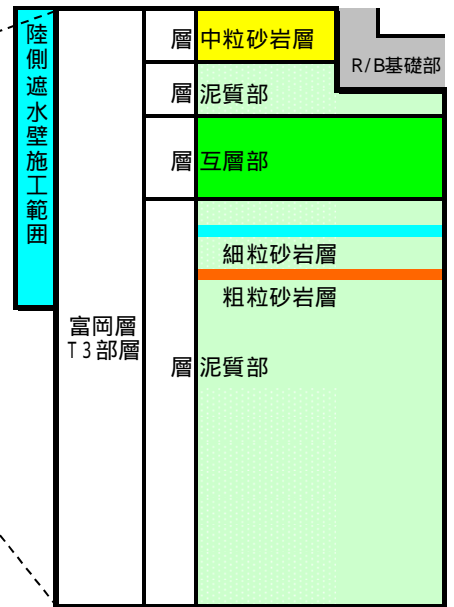 陸側遮水壁施工範囲
富岡層
T3部層
層 中粒砂岩層
R/B基礎部
層 泥質部
層 互層部
細粒砂岩層
粗粒砂岩層
層 泥質部